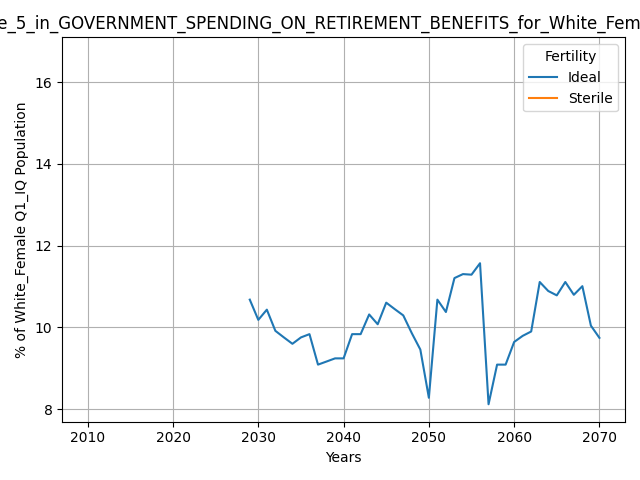 e_5_in_GOVERNMENT_SPENDING_ON_RETIREMENT_BENEFITS_for_White_Fem
Fertility
Ideal
Sterile
% of White_Female Q1_IQ Population
16
14
12
10
8
2010 2020 2030 2040 2050 2060 2070
Years